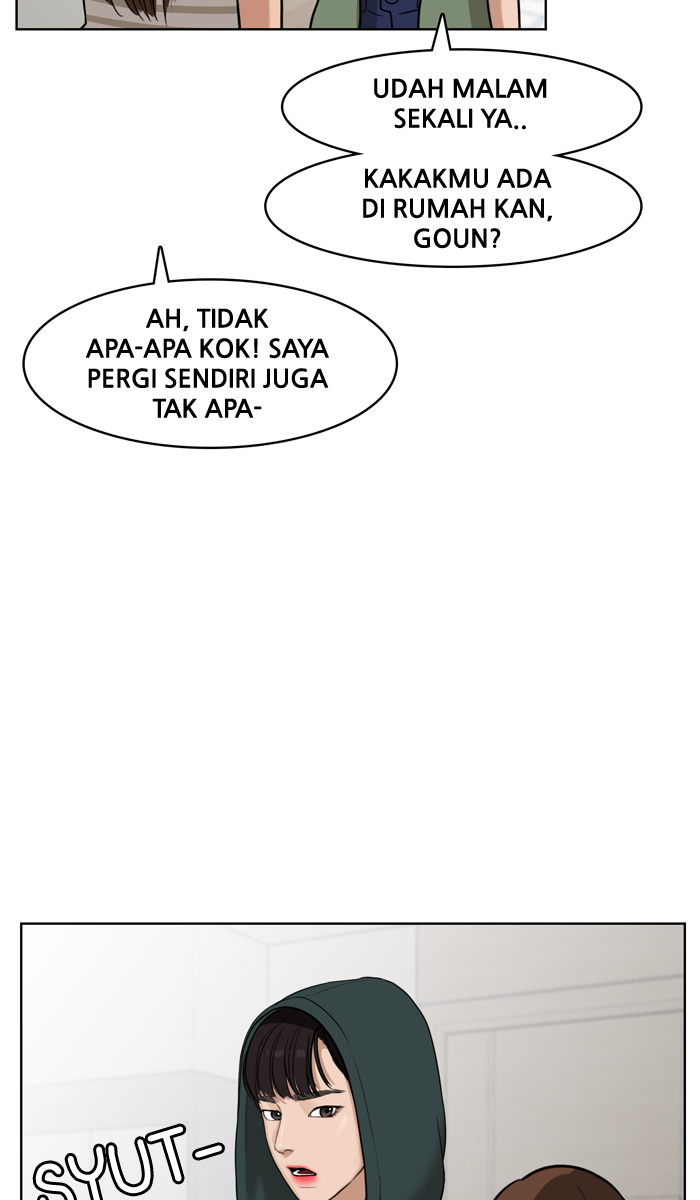 UDAH MALAM
SEKALI YA..
KAKAKMU ADA
DI RUMAH KAN,
GOUN?
AH, TIDAK
APA-APA KOK! SAYA
PERGI SENDIRI JUGA
TAK APA-
SYUT-